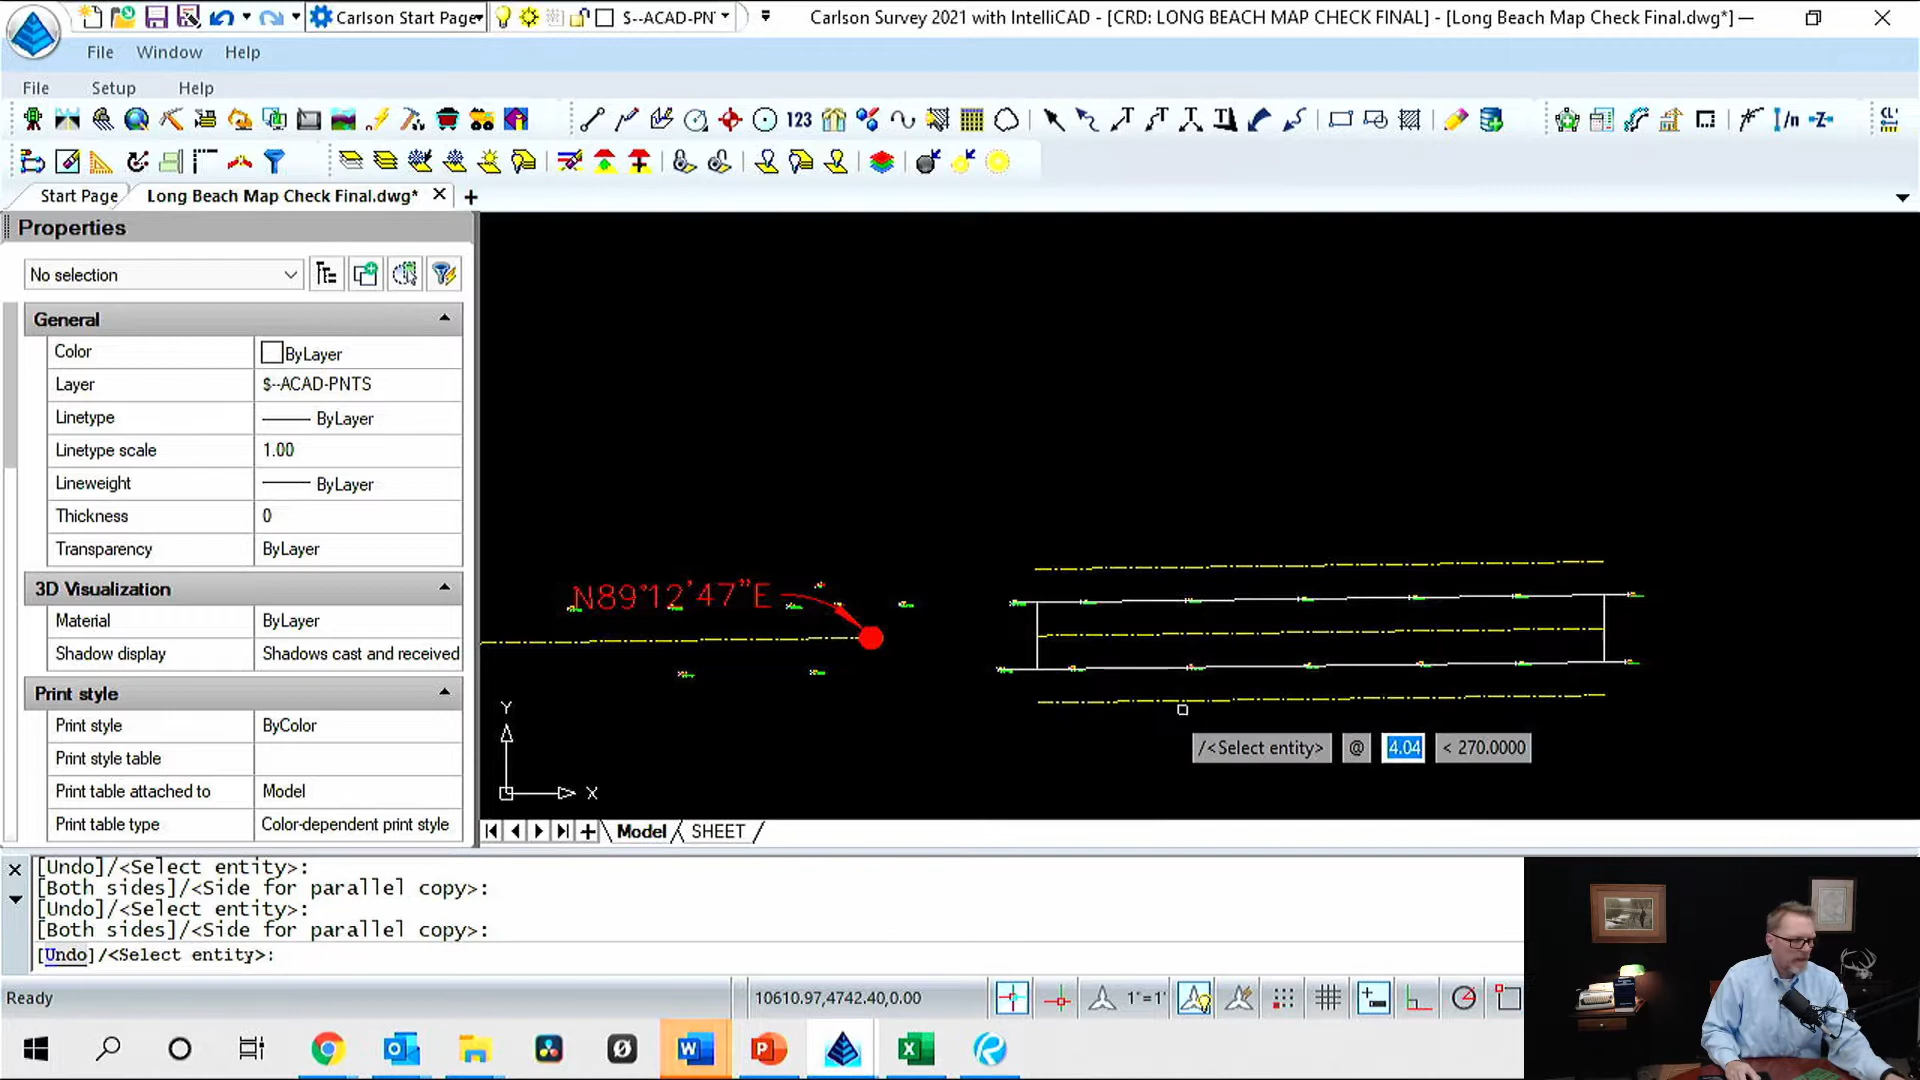 Carlson Start Page
$--ACAD-PN
Carlson Survey 2021 with IntelliCAD - [CRD: LONG BEACH MAP CHECK FINAL] - [Long Beach Map Check Final.dwg*]
File Window Help
File Setup Help
123
Start Page
Long Beach Map Check Final.dwg*
Properties
No selection
General
Color ByLayer
Layer $--ACAD-PNTS
Linetype ByLayer
Linetype scale 1.00
Lineweight ByLayer
Thickness 0
Transparency ByLayer
3D Visualization
Material ByLayer
Shadow display Shadows cast and received
Print style
Print style ByColor
Print style table
Print table attached to Model
Print table type Color-dependent print style
N89°12'47"E
Y
X
/<Select entity> @ 4.04 < 270.0000
Model SHEET
[Undo]/<Select entity>:
[Both sides]/<Side for parallel copy>:
[Undo]/<Select entity>:
[Both sides]/<Side for parallel copy>:
[Undo]/<Select entity>:
Ready
10610.97,4742.40,0.00
1"=1'